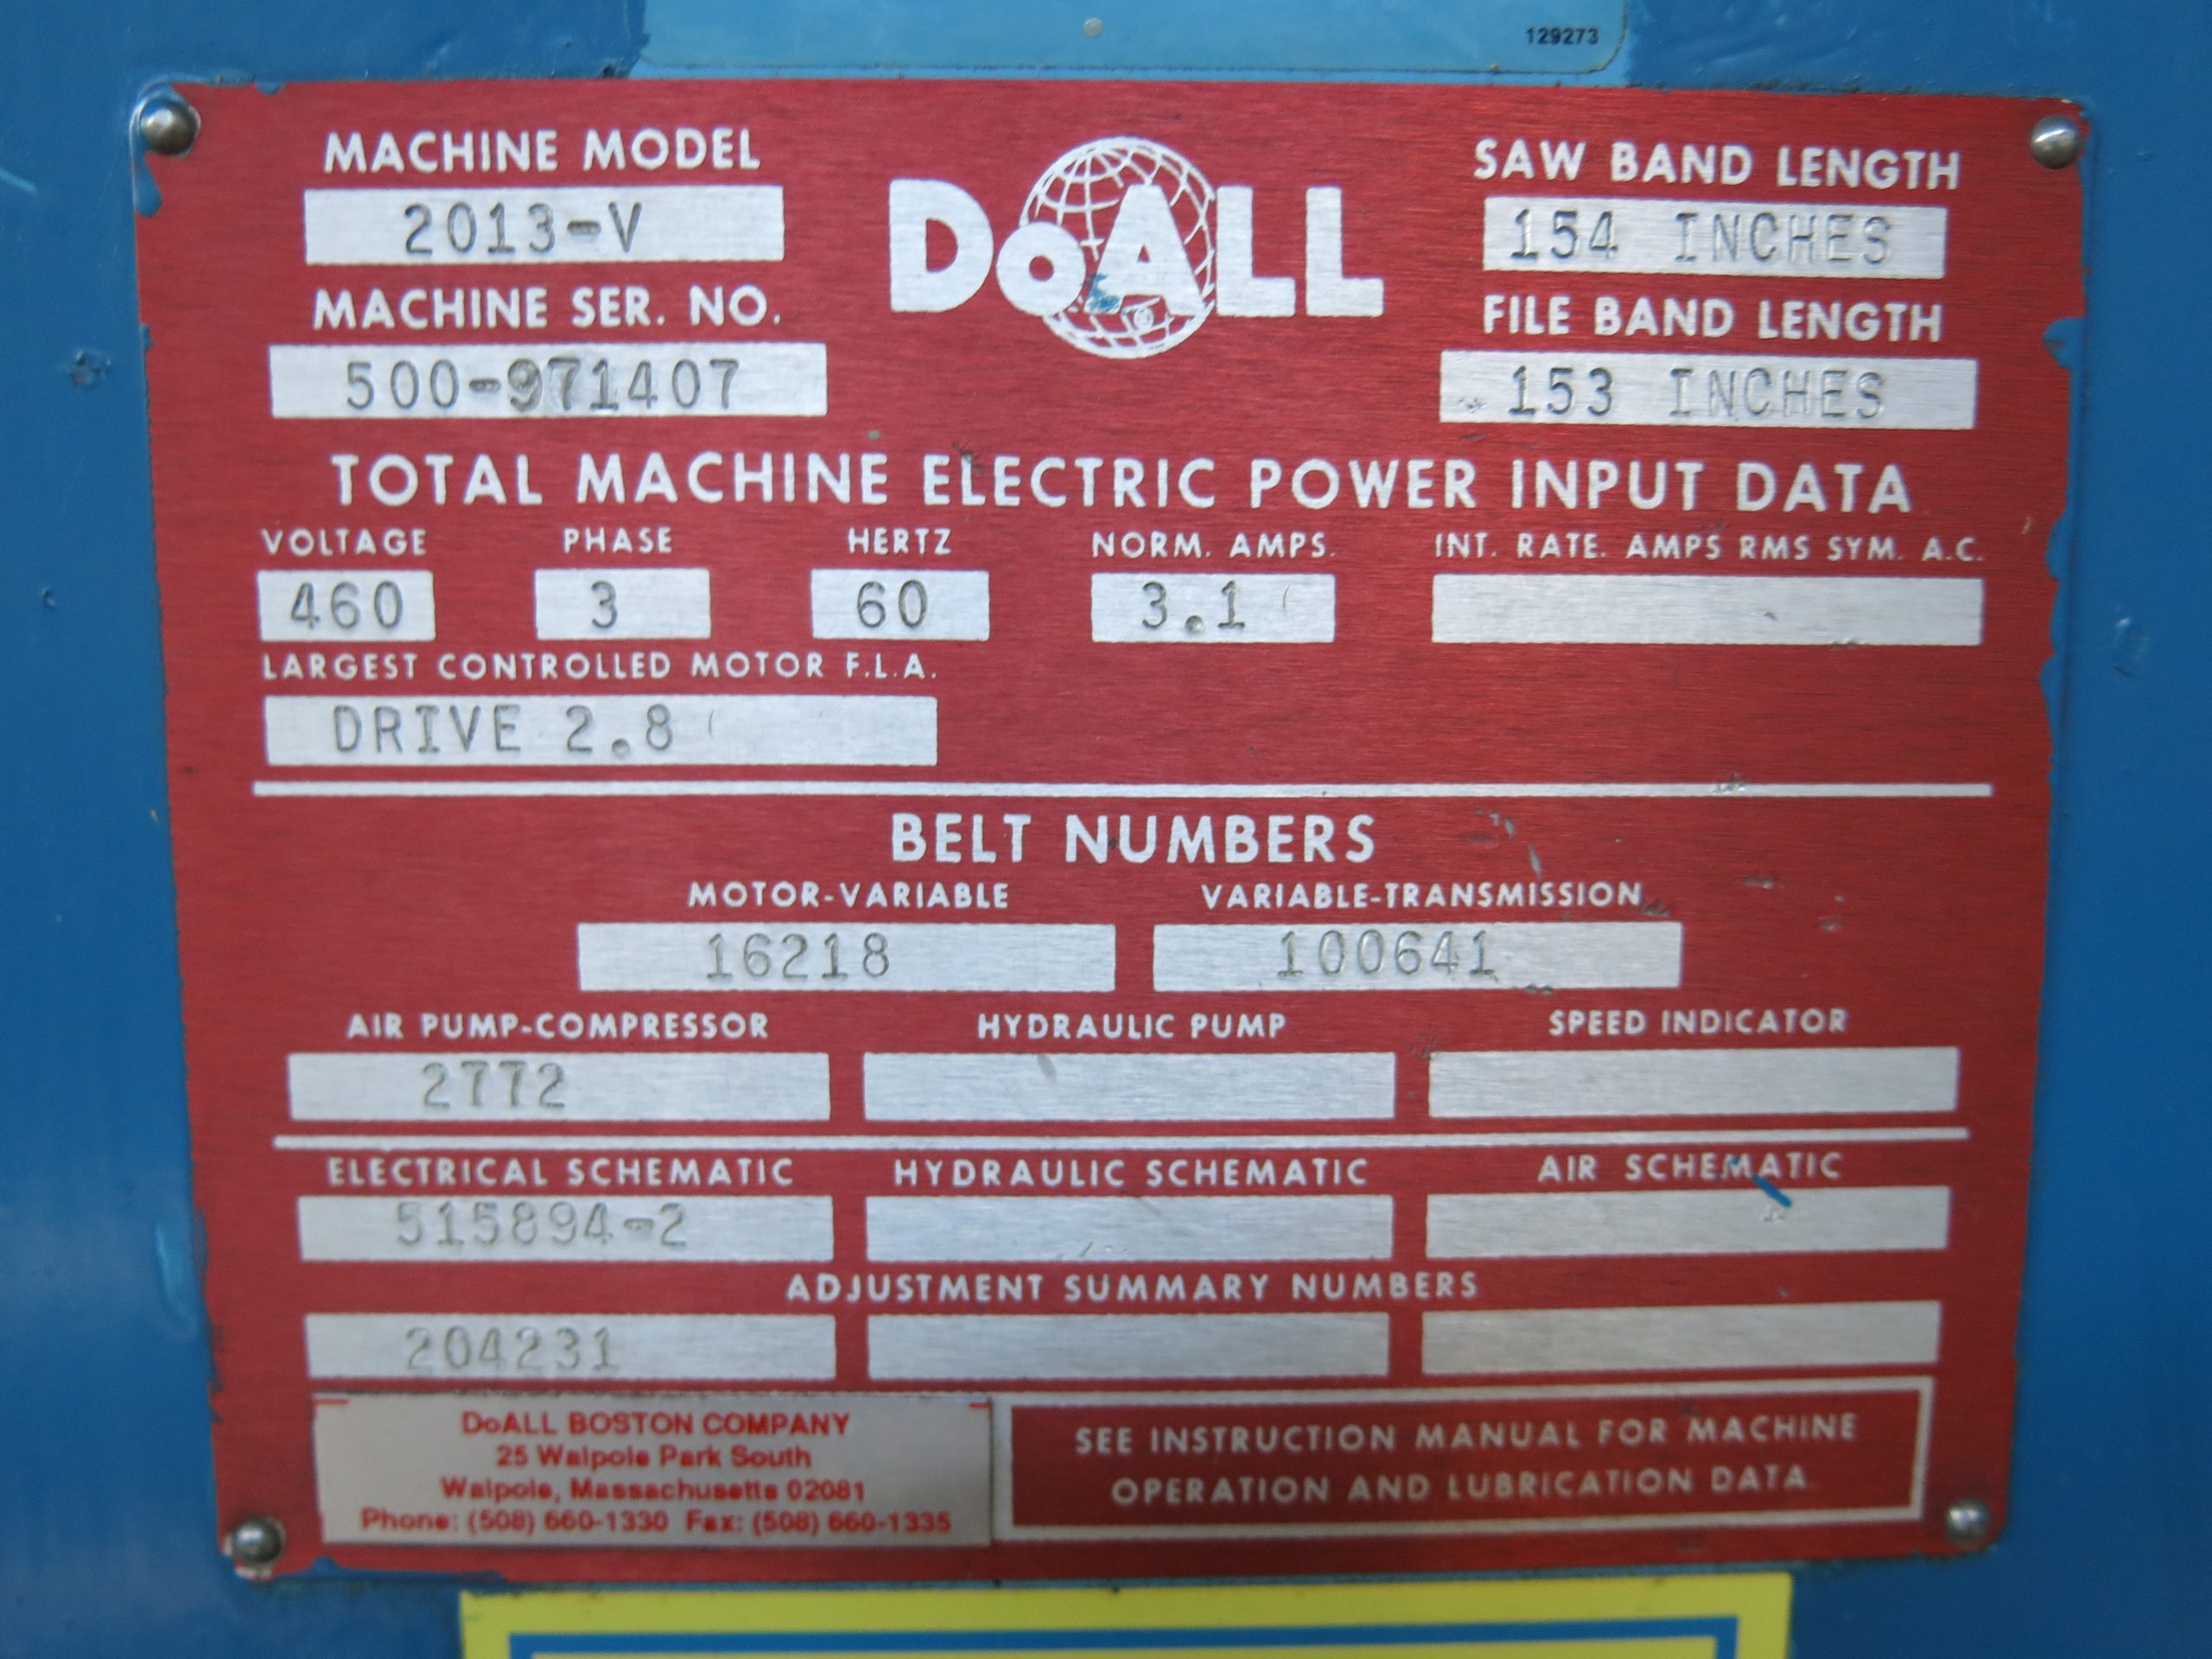 129273
MACHINE MODEL
2013-V
MACHINE SER. NO.
500-971407
DoALL
SAW BAND LENGTH
154 INCHES
FILE BAND LENGTH
153 INCHES
TOTAL MACHINE ELECTRIC POWER INPUT DATA
VOLTAGE PHASE HERTZ NORM. AMPS. INT. RATE. AMPS RMS SYM. A.C.
460 3 60 3.1
LARGEST CONTROLLED MOTOR F.L.A.
DRIVE 2.8
BELT NUMBERS
MOTOR-VARIABLE VARIABLE-TRANSMISSION
16218 100641
AIR PUMP-COMPRESSOR HYDRAULIC PUMP SPEED INDICATOR
2772
ELECTRICAL SCHEMATIC HYDRAULIC SCHEMATIC AIR SCHEMATIC
515894-2
ADJUSTMENT SUMMARY NUMBERS
204231
DoALL BOSTON COMPANY
25 Walpole Park South
Walpole, Massachusetts 02081
Phone: (508) 660-1330 Fax: (508) 660-1335
SEE INSTRUCTION MANUAL FOR MACHINE
OPERATION AND LUBRICATION DATA